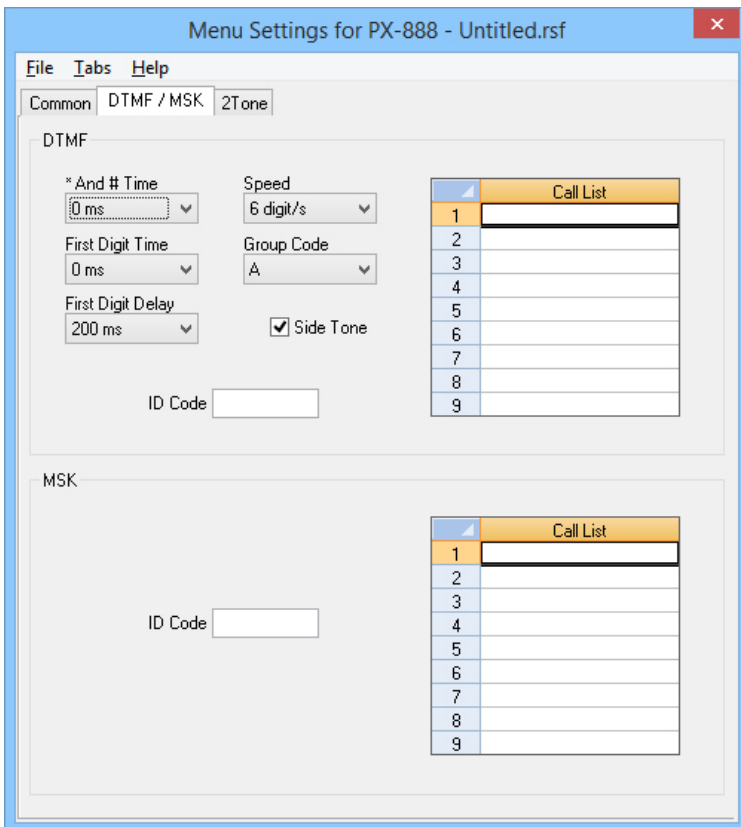 Menu Settings for PX-888 - Untitled.rsf
File Tabs Help
Common DTMF / MSK 2Tone
DTMF
* And # Time Speed
0 ms 6 digit/s
First Digit Time Group Code
0 ms A
First Digit Delay
200 ms Side Tone
ID Code
Call List
1
2
3
4
5
6
7
8
9
MSK
ID Code
Call List
1
2
3
4
5
6
7
8
9